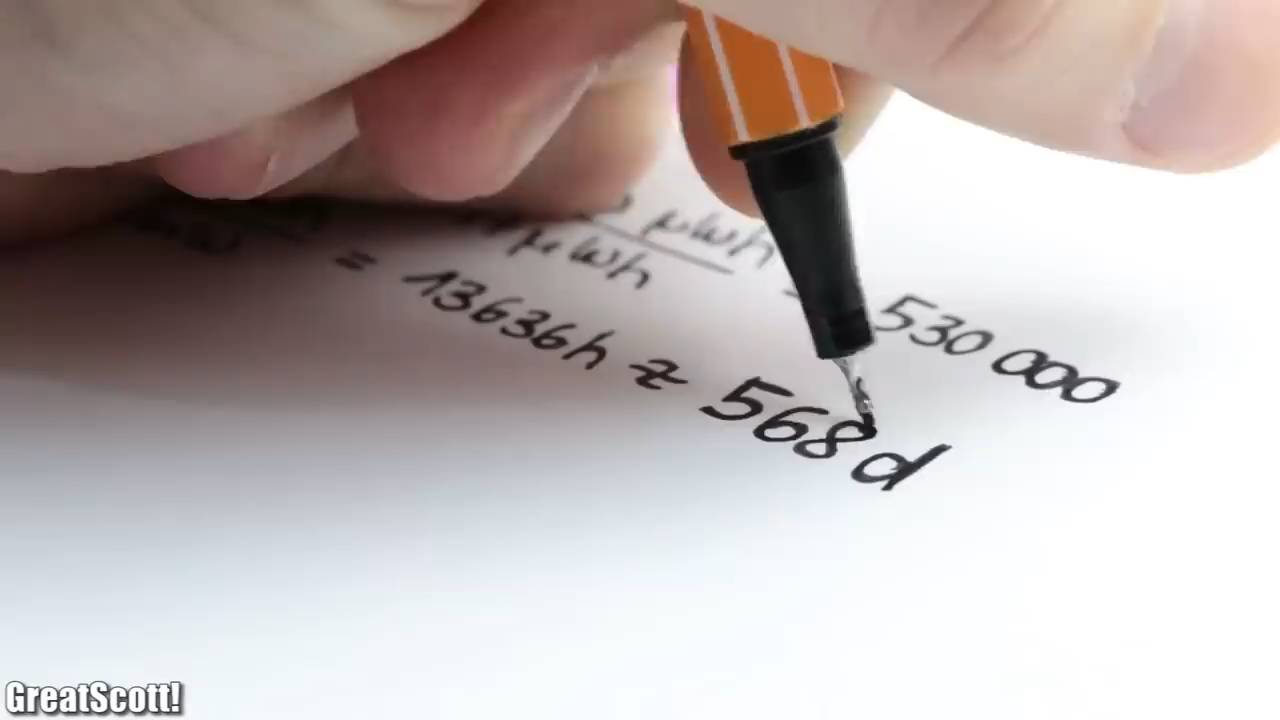 μWh
μWh 530 000
= 13636h ≈ 568d
GreatScott!